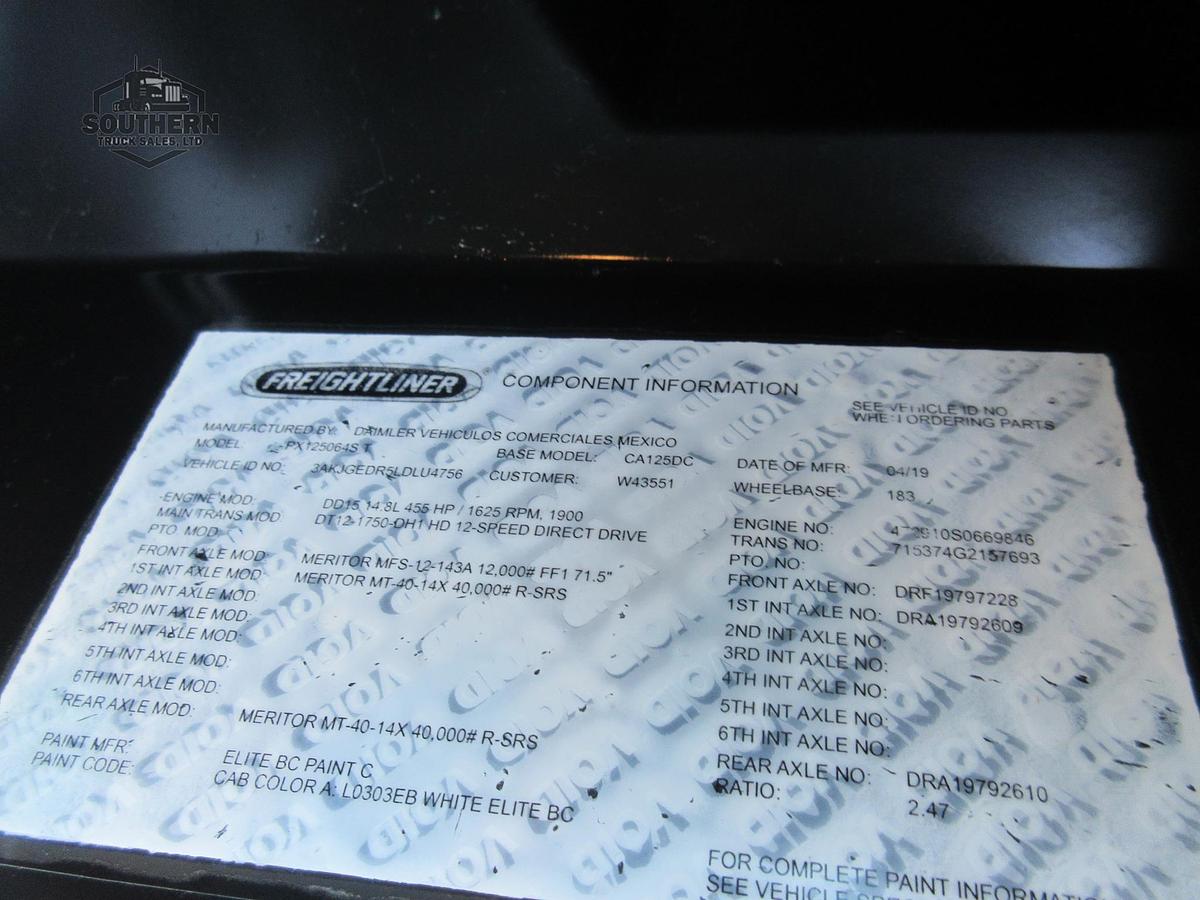 SOUTHERN
TRUCK SALES, LTD
FREIGHTLINER COMPONENT INFORMATION
SEE VEHICLE ID NO.
WHEN ORDERING PARTS
MANUFACTURED BY: DAIMLER VEHICULOS COMERCIALES MEXICO
MODEL: PX125064S T BASE MODEL: CA125DC DATE OF MFR: 04/19
VEHICLE ID NO: 3AKJGEDR5LDLU4756 CUSTOMER: W43551 WHEELBASE: 183
ENGINE MOD: DD15 14.8L 455 HP / 1625 RPM, 1900 ENGINE NO:
MAIN TRANS MOD: DT12-1750-OH1 HD 12-SPEED DIRECT DRIVE TRANS NO: 715374G2157693
PTO MOD: PTO NO:
FRONT AXLE MOD: MERITOR MFS-12-143A 12,000# FF1 71.5" FRONT AXLE NO: DRF19797228
1ST INT AXLE MOD: MERITOR MT-40-14X 40,000# R-SRS 1ST INT AXLE NO: DRA19792609
2ND INT AXLE MOD: 2ND INT AXLE NO:
3RD INT AXLE MOD: 3RD INT AXLE NO:
4TH INT AXLE MOD: 4TH INT AXLE NO:
5TH INT AXLE MOD: 5TH INT AXLE NO:
6TH INT AXLE MOD: 6TH INT AXLE NO:
REAR AXLE MOD: MERITOR MT-40-14X 40,000# R-SRS REAR AXLE NO: DRA19792610
RATIO: 2.47
PAINT MFR: ELITE BC PAINT C
PAINT CODE: CAB COLOR A: L0303EB WHITE ELITE BC
FOR COMPLETE PAINT
SEE VEHICLE